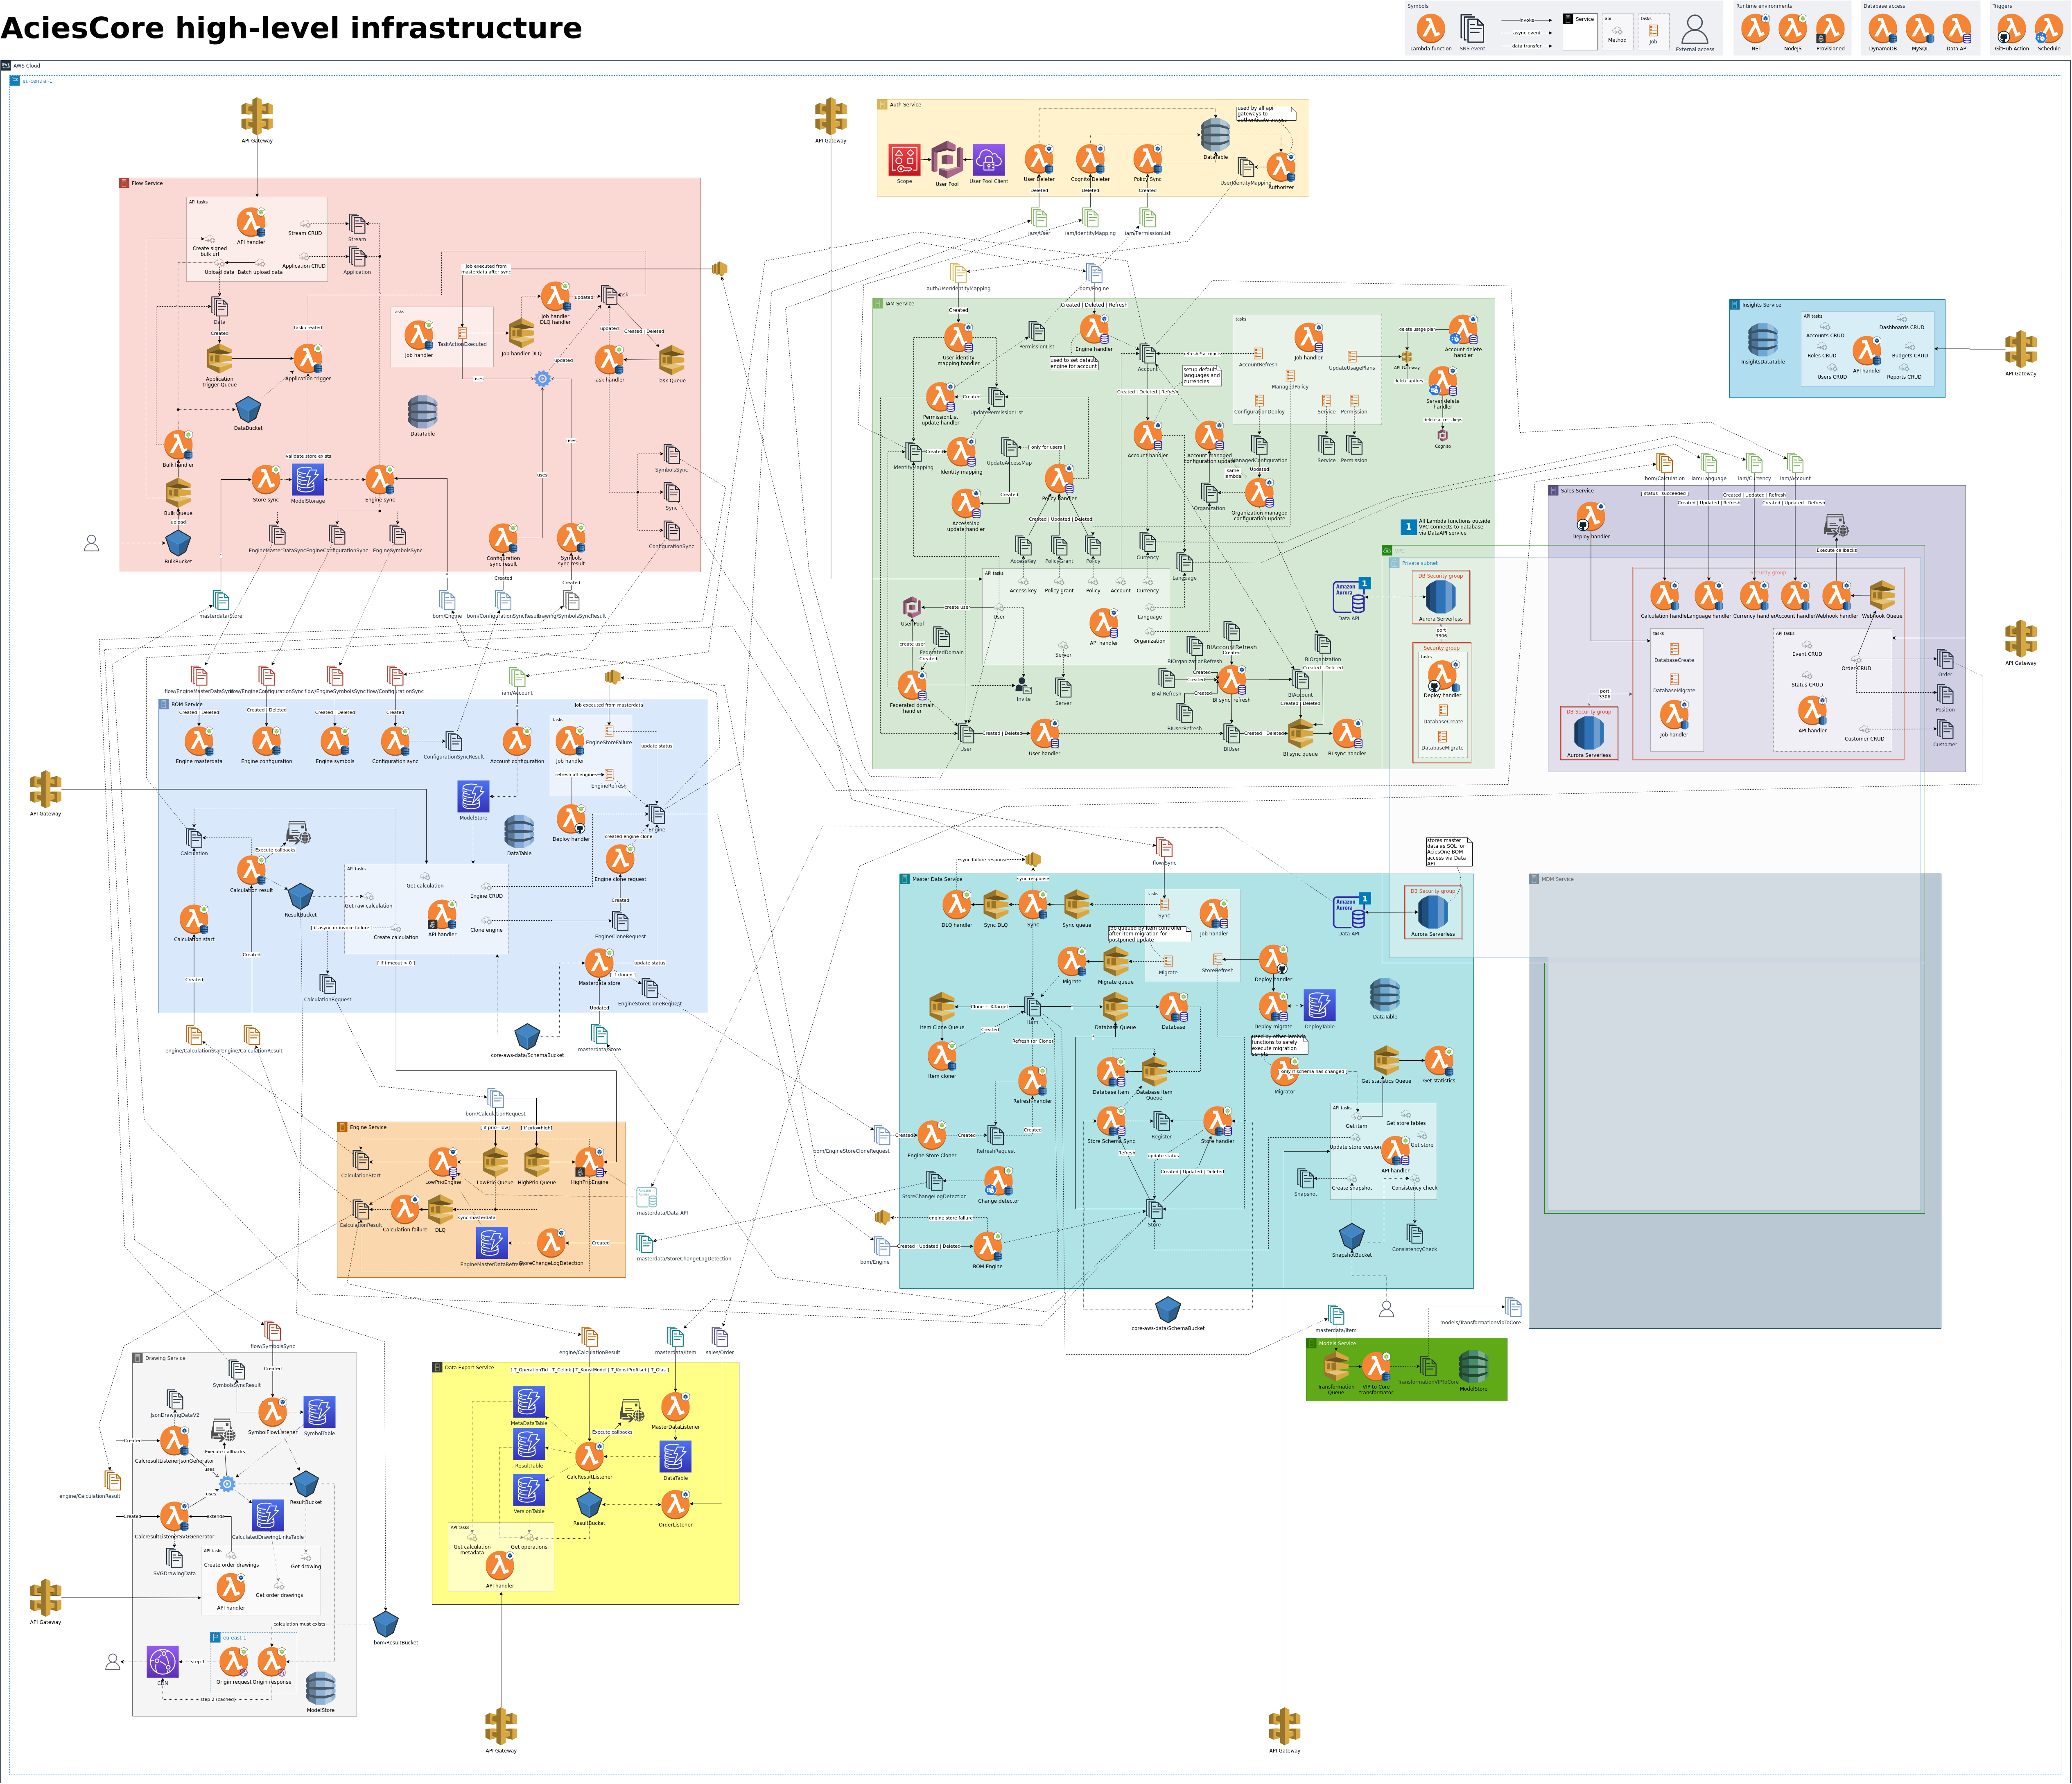 AciesCore high-level infrastructure
Symbols
Lambda function
SNS event
invoke
async event
data transfer
Service
api
Method
tasks
Job
External access
Runtime environments
.NET
NodeJS
Provisioned
Database access
DynamoDB
MySQL
Data API
Triggers
GitHub Action
Schedule
AWS Cloud
eu-central-1
API Gateway
Flow Service
API tasks
API handler
Stream CRUD
Stream
Create signed
bulk url
Upload data
Batch upload data
Application CRUD
Application
Data
Created
task created
Application
trigger Queue
Application trigger
DataBucket
DataTable
Bulk handler
Bulk Queue
upload
BulkBucket
validate store exists
Store sync
ModelStorage
Engine sync
EngineMasterDataSync
EngineConfigurationSync
EngineSymbolsSync
job executed from
masterdata after sync
tasks
Job handler
TaskActionExecuted
Job handler DLQ
Job handler
DLQ handler
updated
Task
updated
Created | Deleted
Task handler
Task Queue
updated
uses
uses
uses
SymbolsSync
Sync
ConfigurationSync
Configuration
sync result
Symbols
sync result
Created
Created
masterdata/Store
bom/Engine
bom/ConfigurationSyncResult
drawing/SymbolsSyncResult
API Gateway
Auth Service
Scope
User Pool
User Pool Client
User Deleter
Cognito Deleter
Policy Sync
DataTable
used by all api
gateways to
authenticate access
UserIdentityMapping
Authorizer
Deleted
Deleted
Created
iam/User
iam/IdentityMapping
iam/PermissionList
auth/UserIdentityMapping
bom/Engine
IAM Service
Created
Created | Deleted | Refresh
User identity
mapping handler
PermissionList
Engine handler
used to set default
engine for account
Account
refresh * accounts
setup default
languages and
currencies
tasks
Job handler
AccountRefresh
UpdateUsagePlans
ManagedPolicy
ConfigurationDeploy
Service
Permission
delete usage plan
API Gateway
delete api key
Account delete
handler
Server delete
handler
delete access keys
Cognito
Created | Deleted | Refresh
PermissionList
update handler
Created
UpdatePermissionList
IdentityMapping
Created
Identity mapping
UpdateAccessMap
[ only for users ]
Account handler
Account managed
configuration update
ManagedConfiguration
Service
Permission
same
lambda
Updated
Created
Policy handler
AccessMap
update handler
Organization
Organization managed
configuration update
Created | Updated | Deleted
AccessKey
PolicyGrant
Policy
Currency
Language
API tasks
Access key
Policy grant
Policy
Account
Currency
User
Language
API handler
Organization
Server
create user
User Pool
create user
FederatedDomain
Created
Federated domain
handler
Invite
Server
User
Created | Deleted
User handler
BIOrganizationRefresh
BIAccountRefresh
BIAllRefresh
BIUserRefresh
Created
Created
Created
Created
BI sync refresh
BIOrganization
BIAccount
BIUser
Created | Deleted
Created | Deleted
Created | Deleted
BI sync queue
BI sync handler
1
All Lambda functions outside
VPC connects to database
via DataAPI service
VPC
Private subnet
Amazon
Aurora
1
Data API
DB Security group
Aurora Serverless
port
3306
Security group
tasks
Deploy handler
DatabaseCreate
DatabaseMigrate
Insights Service
InsightsDataTable
API tasks
Dashboards CRUD
Accounts CRUD
Roles CRUD
API handler
Budgets CRUD
Users CRUD
Reports CRUD
API Gateway
bom/Calculation
iam/Language
iam/Currency
iam/Account
Sales Service
[ status=succeeded ]
Created | Updated | Refresh
Created | Updated | Refresh
Created | Updated | Refresh
Deploy handler
Execute callbacks
Security group
Calculation handler
Language handler
Currency handler
Account handler
Webhook handler
Webhook Queue
tasks
DatabaseCreate
DatabaseMigrate
Job handler
API tasks
Event CRUD
Order CRUD
Status CRUD
API handler
Customer CRUD
Order
Position
Customer
port
3306
DB Security group
Aurora Serverless
API Gateway
flow/EngineMasterDataSync
flow/EngineConfigurationSync
flow/EngineSymbolsSync
flow/ConfigurationSync
iam/Account
BOM Service
Created | Deleted
Created | Deleted
Created | Deleted
Created | Deleted
Created
job executed from masterdata
Engine masterdata
Engine configuration
Engine symbols
Configuration sync
ConfigurationSyncResult
Account configuration
tasks
Job handler
EngineStoreFailure
refresh all engines
EngineRefresh
update status
API Gateway
ModelStore
DataTable
Deploy handler
Engine
created engine clone
Engine clone request
Created
EngineCloneRequest
Calculation
Execute callbacks
Calculation result
ResultBucket
Calculation start
API tasks
Get calculation
Get raw calculation
Engine CRUD
API handler
Clone engine
Create calculation
[ if async or invoke failure ]
[ if timeout > 0 ]
CalculationRequest
Created
Created
Masterdata store
update status
[ if cloned ]
EngineStoreCloneRequest
Updated
engine/CalculationStart
engine/CalculationResult
core-aws-data/SchemaBucket
masterdata/Store
bom/CalculationRequest
Engine Service
[ if prio=low]
[ if prio=high]
CalculationStart
LowPrioEngine
LowPrio Queue
HighPrio Queue
HighPrioEngine
CalculationResult
Calculation failure
DLQ
sync masterdata
EngineMasterDataRefresh
StoreChangeLogDetection
Created
masterdata/Data API
masterdata/StoreChangeLogDetection
sync failure response
sync response
flow/Sync
Master Data Service
DLQ handler
Sync DLQ
Sync
Sync queue
tasks
Sync
Job handler
job queued by item controller
after item migration for
postponed update
Migrate
StoreRefresh
Migrate
Migrate queue
Deploy handler
Item Clone Queue
Clone + X-Target
Item
Database Queue
Database
Deploy migrate
DeployTable
DataTable
Created
Refresh (or Clone)
Item cloner
Refresh handler
used by other lambda
functions to safely
execute migration
scripts
Migrator
only if schema has changed ]
Database Item
Database Item
Queue
Get statistics Queue
Get statistics
Store Schema Sync
Register
Store handler
API tasks
Get item
Get store tables
Update store version
Get store
API handler
Create snapshot
Consistency check
bom/EngineStoreCloneRequest
Created
Engine Store Cloner
Created
RefreshRequest
Created
Refresh
update status
Created | Updated | Deleted
StoreChangeLogDetection
Change detector
Store
Snapshot
SnapshotBucket
ConsistencyCheck
engine store failure
bom/Engine
Created | Updated | Deleted
BOM Engine
core-aws-data/SchemaBucket
Amazon
Aurora
1
Data API
stores master
data as SQL for
AciesOne BOM
access via Data
API
DB Security group
Aurora Serverless
MDM Service
masterdata/Item
models/TransformationVipToCore
Models Service
Transformation
Queue
VIP to Core
transformator
TransformationVIPToCore
ModelStore
flow/SymbolsSync
Drawing Service
Created
SymbolsSyncResult
JsonDrawingDataV2
SymbolFlowListener
SymbolTable
Execute callbacks
Created
CalcresultListenerJsonGenerator
uses
ResultBucket
engine/CalculationResult
uses
Created
extends
CalcresultListenerSVGGenerator
CalculatedDrawingLinksTable
SVGDrawingData
API tasks
Create order drawings
Get drawing
API handler
Get order drawings
API Gateway
calculation must exists
bom/ResultBucket
eu-east-1
CDN
step 1
Origin request
Origin response
step 2 (cached)
ModelStore
engine/CalculationResult
masterdata/Item
sales/Order
Data Export Service
[ T_OperationTid | T_Celink | T_KonstModel | T_KonstProfilset | T_Glas ]
MetaDataTable
MasterDataListener
Execute callbacks
ResultTable
CalcResultListener
DataTable
VersionTable
ResultBucket
OrderListener
API tasks
Get calculation
metadata
Get operations
API handler
API Gateway
API Gateway